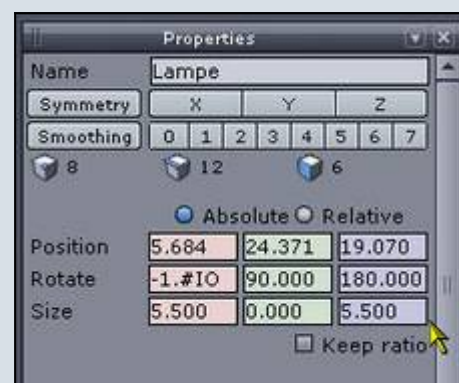 Properties
Name Lampe
Symmetry X Y Z
Smoothing 0 1 2 3 4 5 6 7
8 12 6
Absolute Relative
Position 5.684 24.371 19.070
Rotate -1.#IO 90.000 180.000
Size 5.500 0.000 5.500
Keep ratio